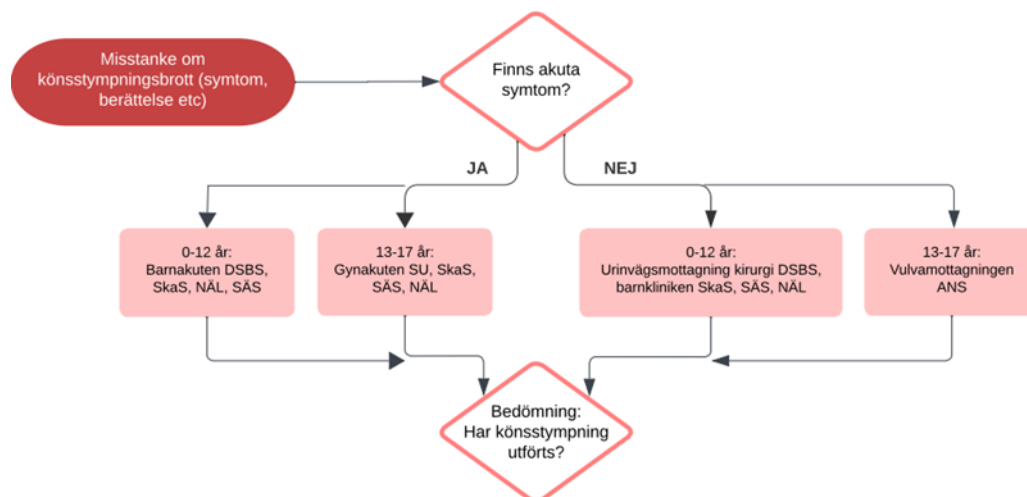 Misstanke om
könsstympningsbrott (symtom,
berättelse etc)
Finns akuta
symtom?
JA
NEJ
0-12 år:
Barnakuten DSBS,
SkaS, NÄL, SÄS
13-17 år:
Gynakuten SU, SkaS,
SÄS, NÄL
0-12 år:
Urinvägsmottagning kirurgi DSBS,
barnkliniken SkaS, SÄS, NÄL
13-17 år:
Vulvamottagningen
ANS
Bedömning:
Har könsstympning
utförts?